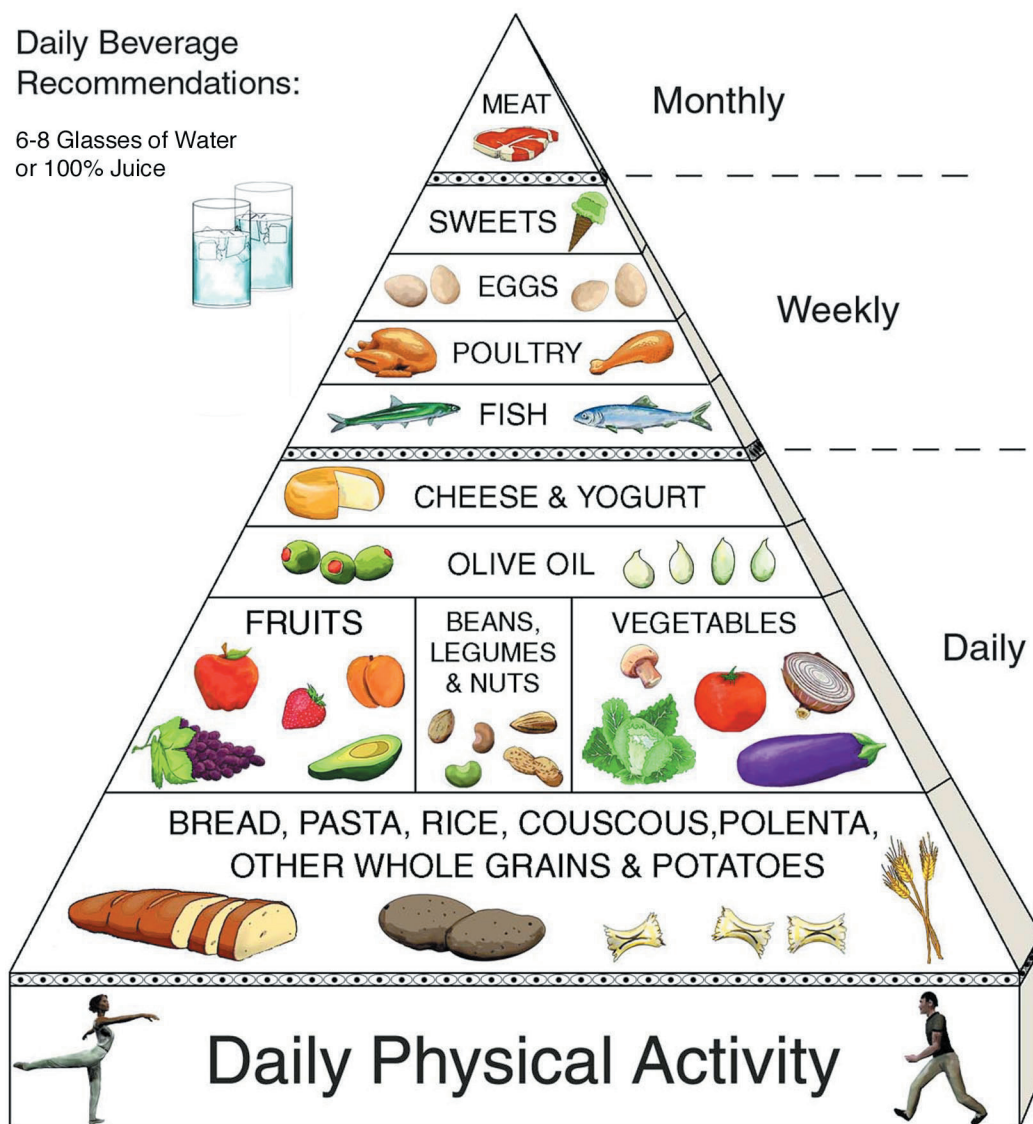 Daily Beverage
Recommendations:
6-8 Glasses of Water
or 100% Juice
MEAT
Monthly
SWEETS
EGGS
Weekly
POULTRY
FISH
CHEESE & YOGURT
OLIVE OIL
FRUITS
BEANS,
LEGUMES
& NUTS
VEGETABLES
Daily
BREAD, PASTA, RICE, COUSCOUS,POLENTA,
OTHER WHOLE GRAINS & POTATOES
Daily Physical Activity